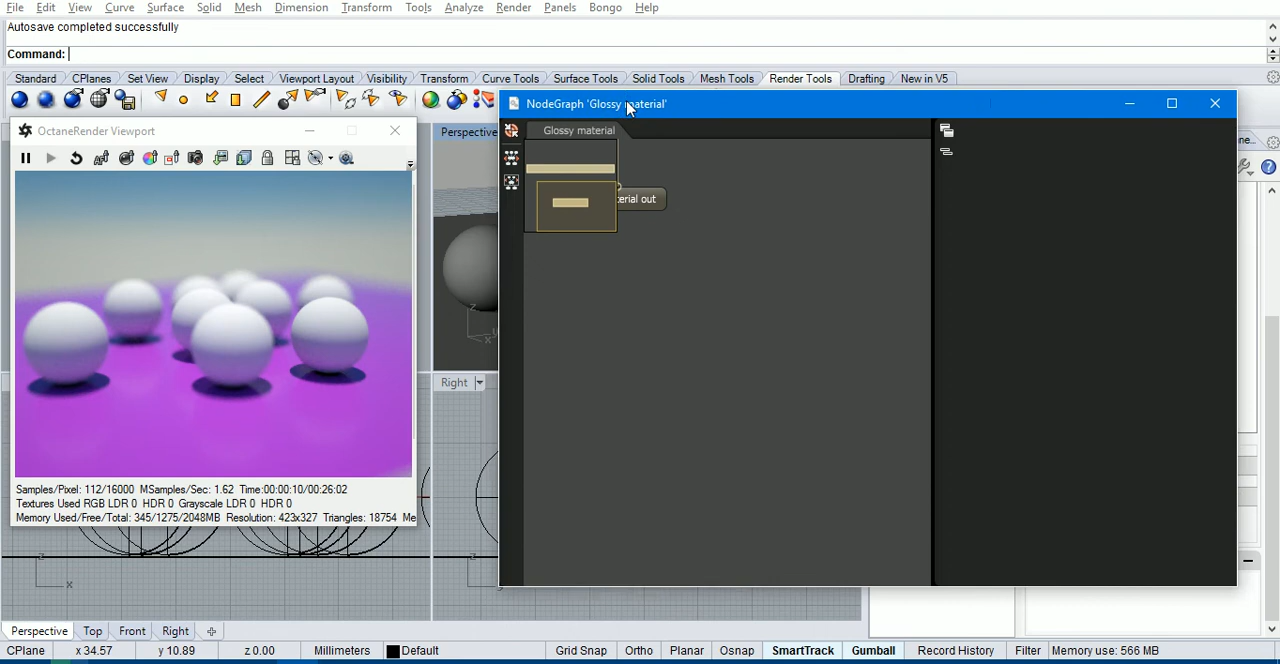 File Edit View Curve Surface Solid Mesh Dimension Transform Tools Analyze Render Panels Bongo Help
Autosave completed successfully
Command:
Standard CPlanes Set View Display Select Viewport Layout Visibility Transform Curve Tools Surface Tools Solid Tools Mesh Tools Render Tools Drafting New in V5
NodeGraph 'Glossy material'
OctaneRender Viewport
Perspective
Glossy material
ne...
terial out
Right
z
x
Samples/Pixel: 112/16000 MSamples/Sec: 1.62 Time:00:00:10/00:26:02
Textures Used RGB LDR 0 HDR 0 Grayscale LDR 0 HDR 0
Memory Used/Free/Total: 345/1275/2048MB Resolution: 423x327 Triangles: 18754 Me
z
x
Perspective Top Front Right
CPlane x 34.57 y 10.89 z 0.00 Millimeters Default Grid Snap Ortho Planar Osnap SmartTrack Gumball Record History Filter Memory use: 566 MB